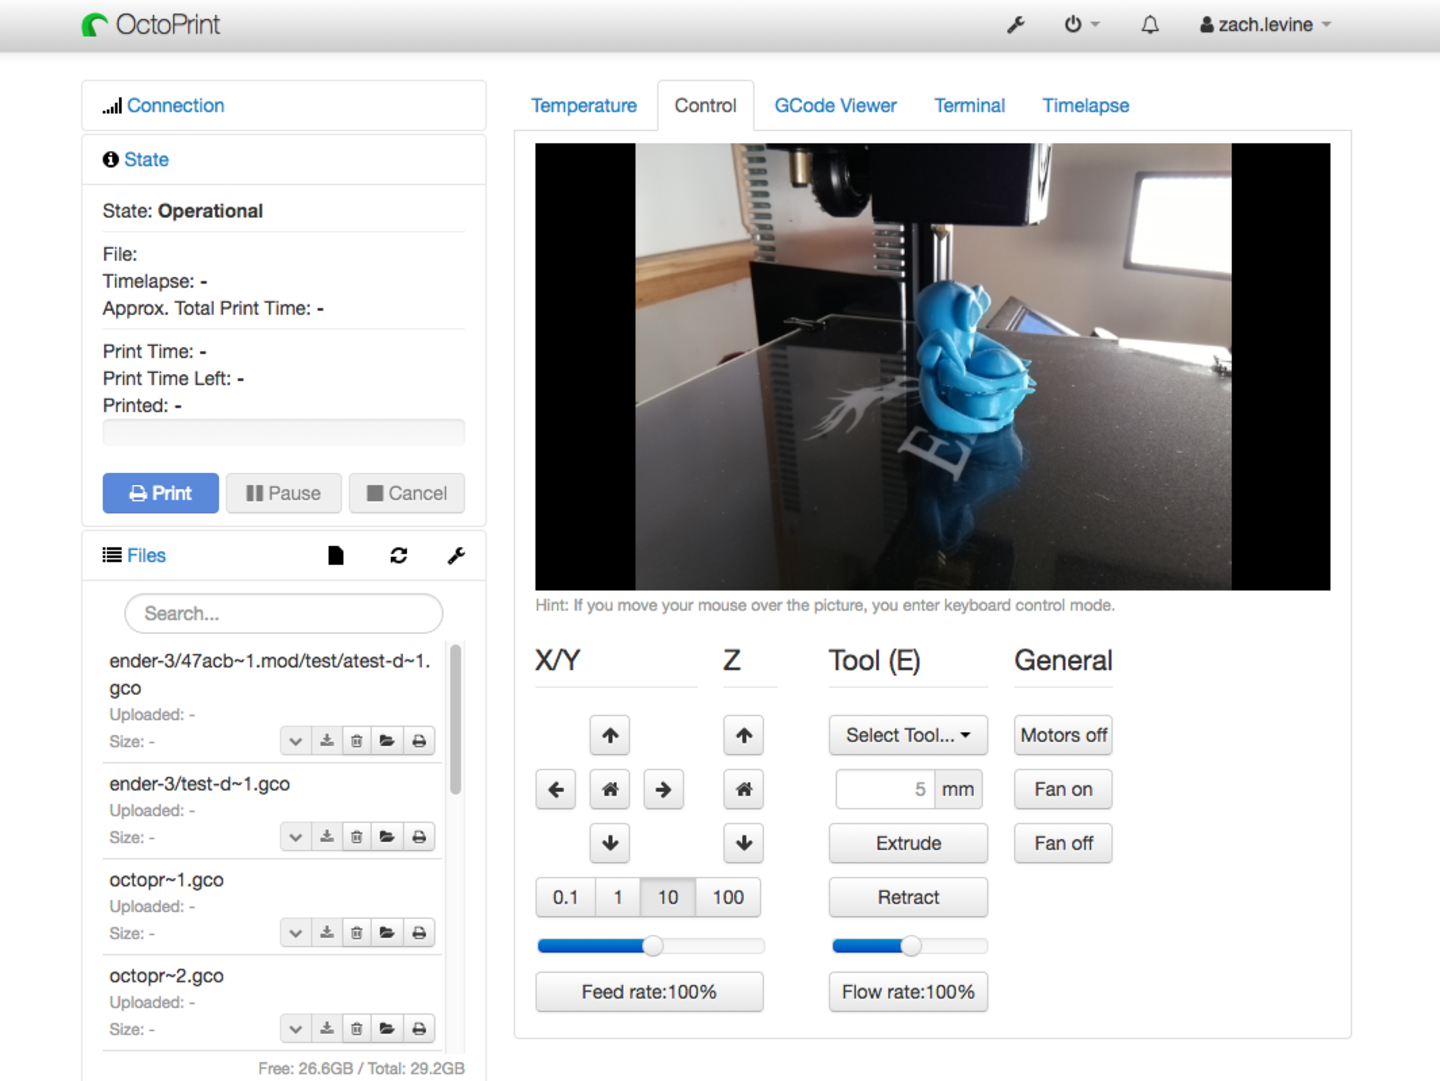 OctoPrint
zach.levine
Connection
State
State: Operational
File:
Timelapse: -
Approx. Total Print Time: -
Print Time: -
Print Time Left: -
Printed: -
Print
Pause
Cancel
Files
Search...
ender-3/47acb~1.mod/test/atest-d~1.
gco
Uploaded: -
Size: -
ender-3/test-d~1.gco
Uploaded: -
Size: -
octopr~1.gco
Uploaded: -
Size: -
octopr~2.gco
Uploaded: -
Size: -
Free: 26.6GB / Total: 29.2GB
Temperature
Control
GCode Viewer
Terminal
Timelapse
E
Hint: If you move your mouse over the picture, you enter keyboard control mode.
X/Y
Z
Tool (E)
General
Select Tool...
Motors off
5 mm
Fan on
Extrude
Fan off
0.1 1 10 100
Retract
Feed rate:100%
Flow rate:100%